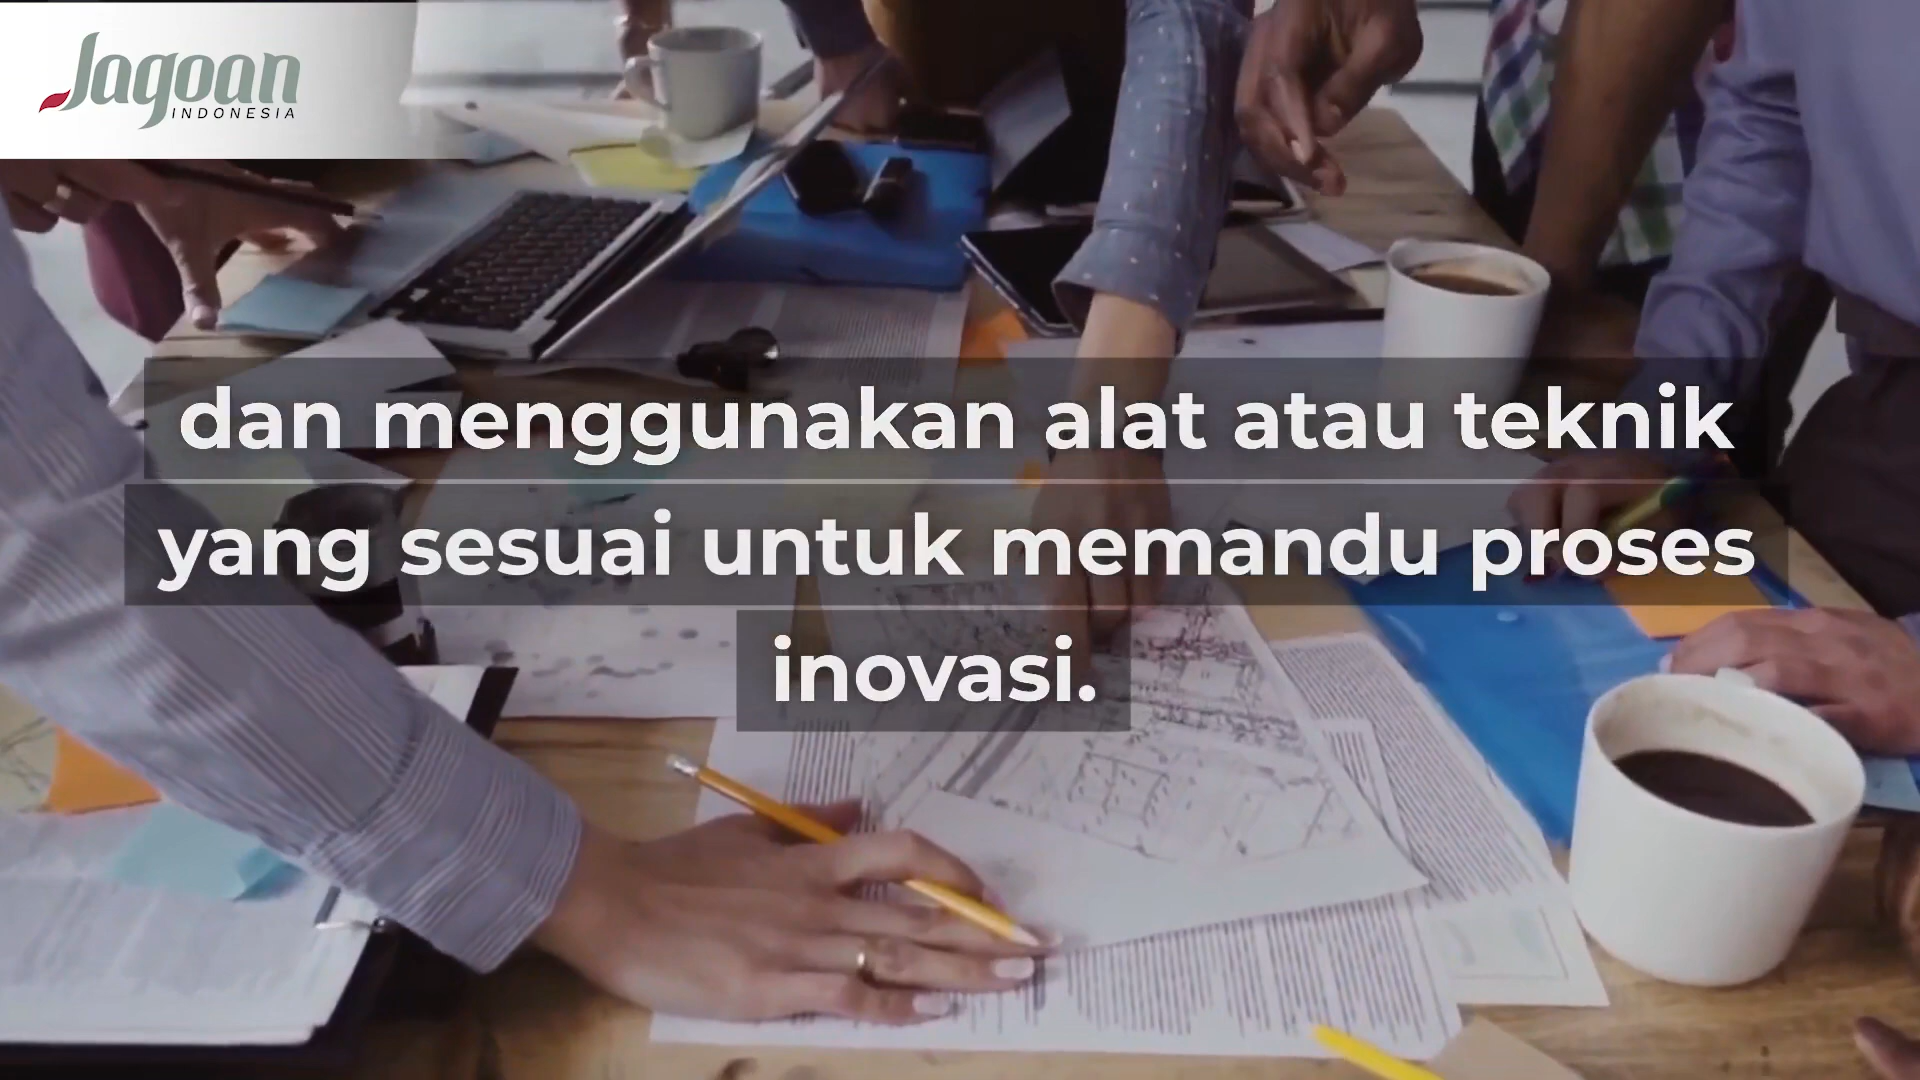 Jagoan
INDONESIA
dan menggunakan alat atau teknik
yang sesuai untuk memandu proses
inovasi.